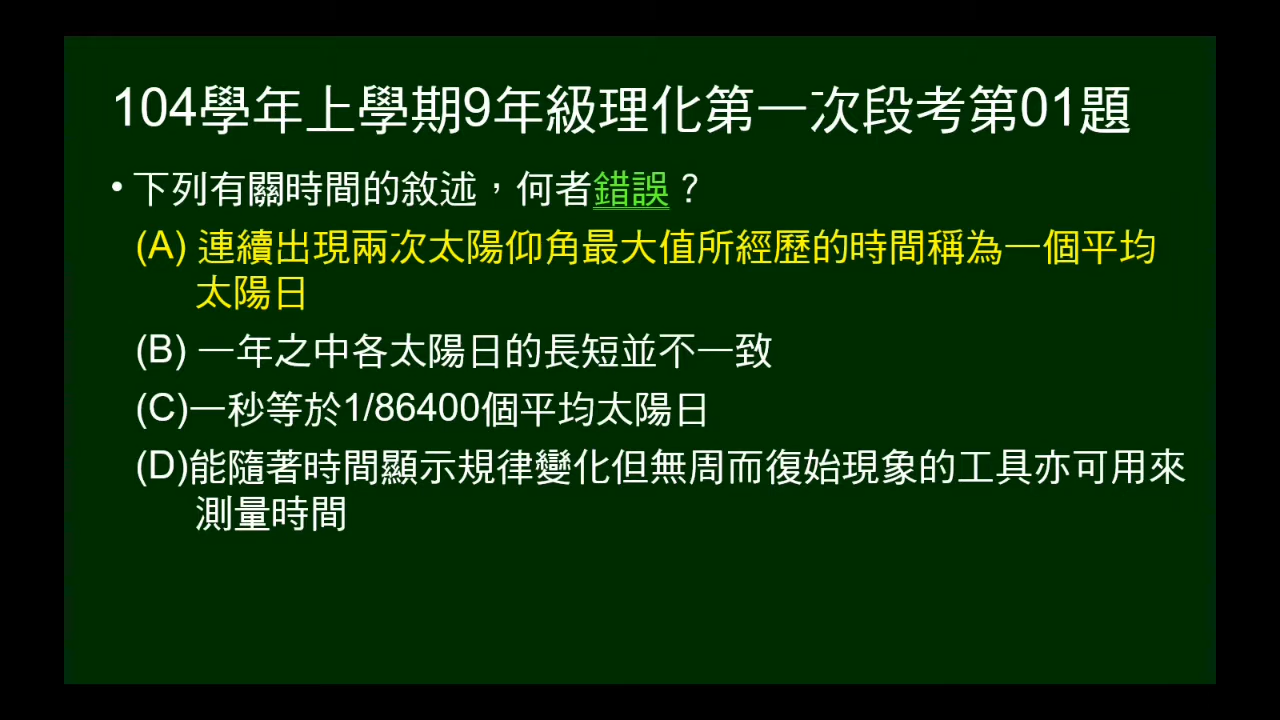 104學年上學期9年級理化第一次段考第01題
• 下列有關時間的敘述，何者錯誤？
(A) 連續出現兩次太陽仰角最大值所經歷的時間稱為一個平均
太陽日
(B) 一年之中各太陽日的長短並不一致
(C)一秒等於1/86400個平均太陽日
(D)能隨著時間顯示規律變化但無周而復始現象的工具亦可用來
測量時間